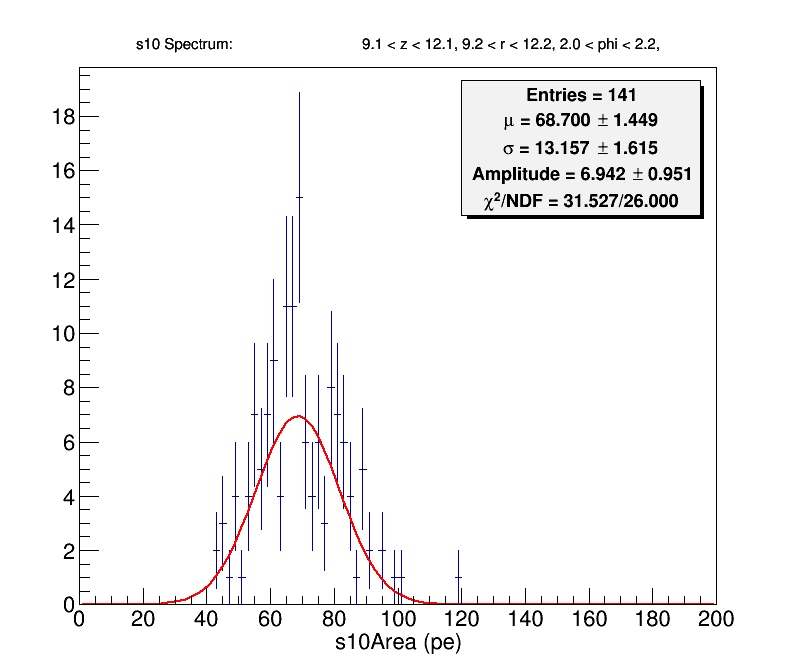 s10 Spectrum: 9.1 < z < 12.1, 9.2 < r < 12.2, 2.0 < phi < 2.2,
Entries = 141
μ = 68.700 ± 1.449
σ = 13.157 ± 1.615
Amplitude = 6.942 ± 0.951
χ²/NDF = 31.527/26.000
18
16
14
12
10
8
6
4
2
0
0 20 40 60 80 100 120 140 160 180 200
s10Area (pe)